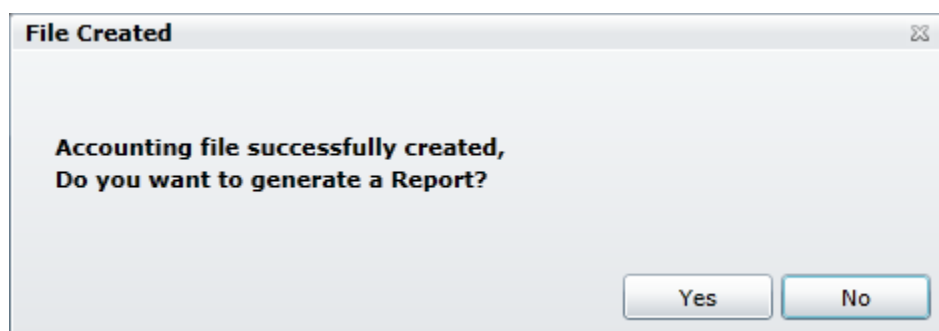 File Created
Accounting file successfully created,
Do you want to generate a Report?
Yes
No